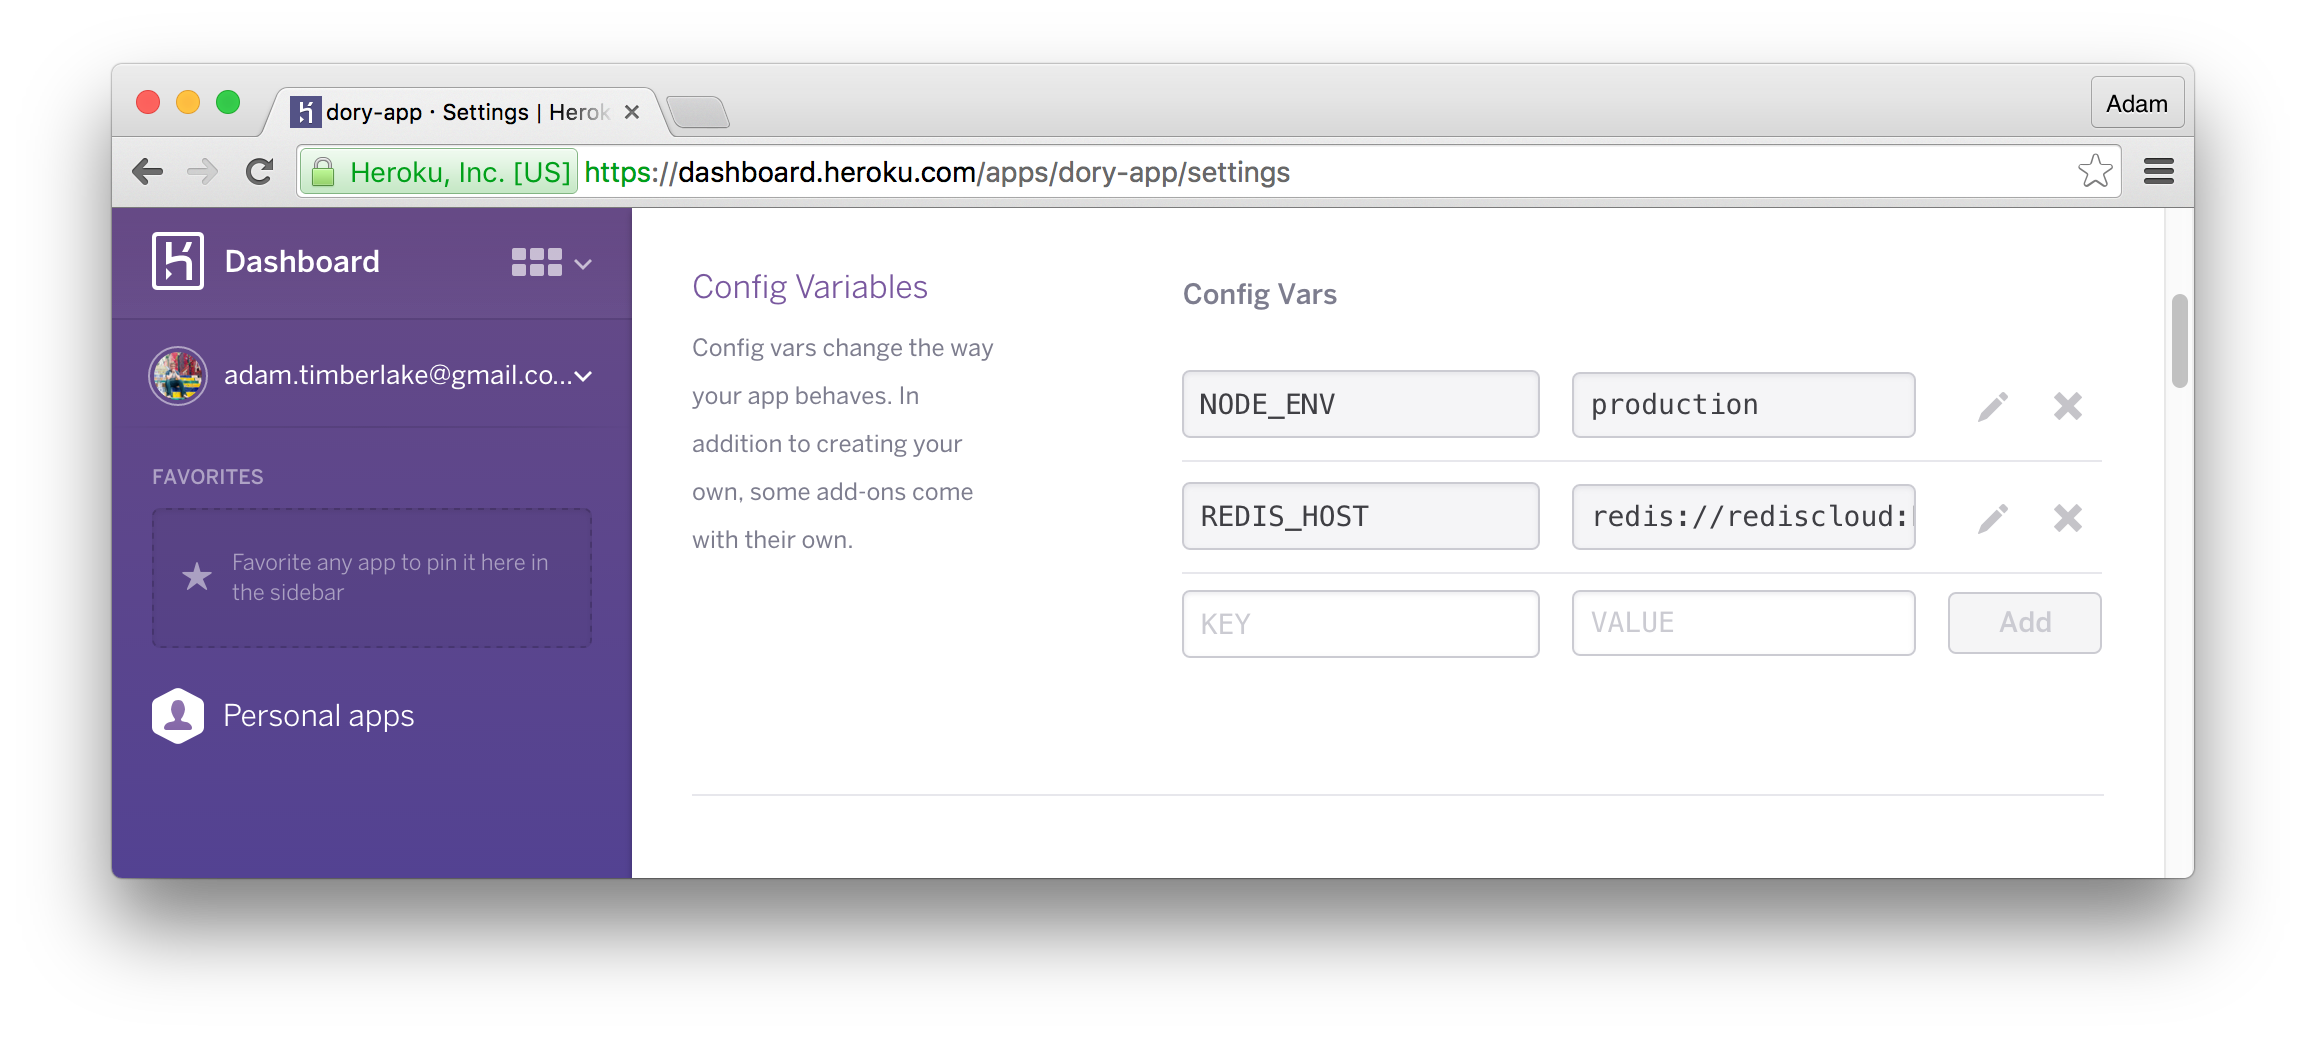 dory-app · Settings | Herok
Adam
Heroku, Inc. [US] https://dashboard.heroku.com/apps/dory-app/settings
Dashboard
adam.timberlake@gmail.co...
FAVORITES
Favorite any app to pin it here in
the sidebar
Personal apps
Config Variables
Config vars change the way
your app behaves. In
addition to creating your
own, some add-ons come
with their own.
Config Vars
NODE_ENV production
REDIS_HOST redis://rediscloud:
KEY VALUE Add